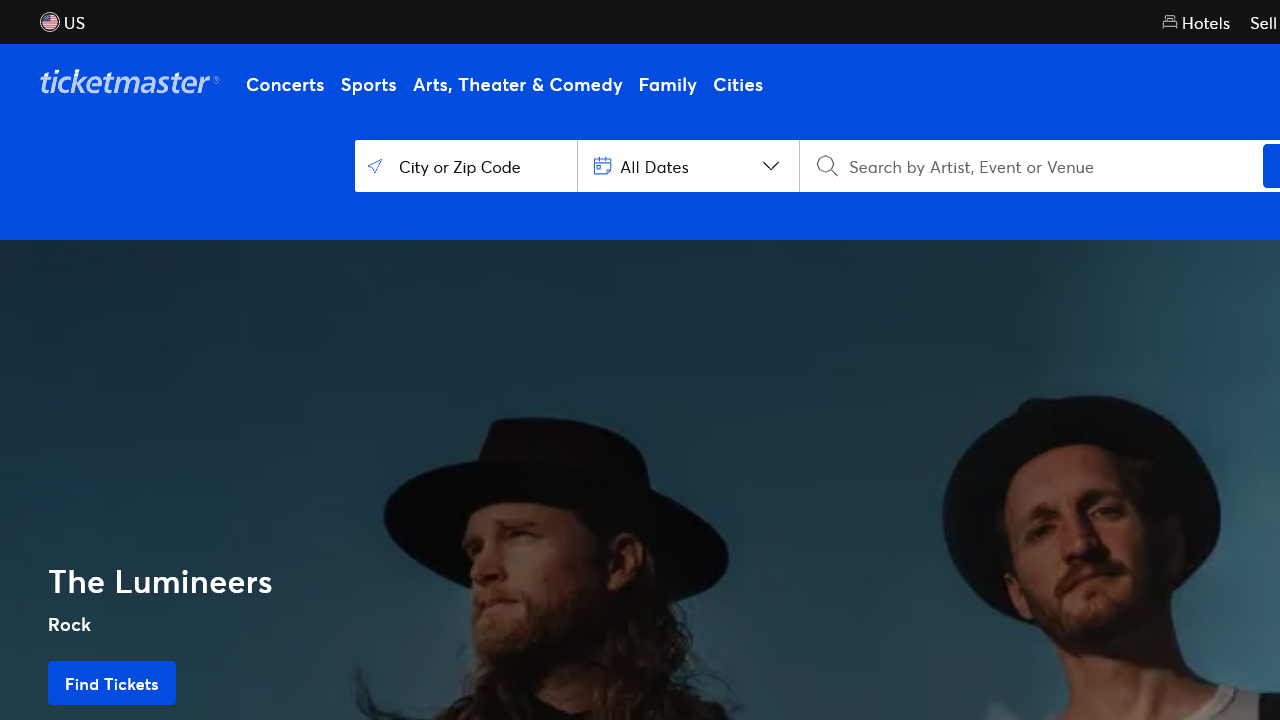 US
Hotels
Sell
ticketmaster®
Concerts
Sports
Arts, Theater & Comedy
Family
Cities
City or Zip Code
All Dates
Search by Artist, Event or Venue
The Lumineers
Rock
Find Tickets